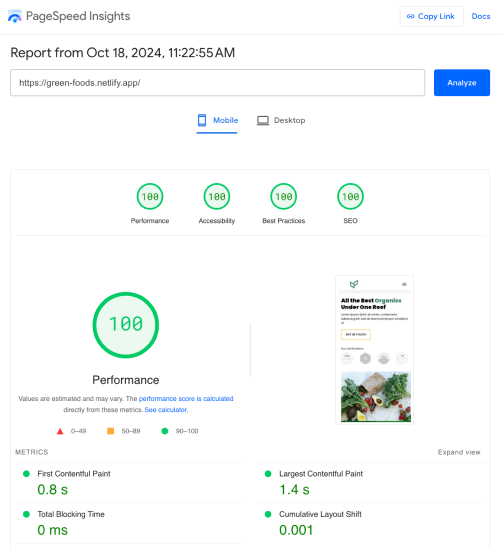 PageSpeed Insights
Copy Link
Docs
Report from Oct 18, 2024, 11:22:55 AM
https://green-foods.netlify.app/
Analyze
Mobile
Desktop
100
100
100
100
Performance
Accessibility
Best Practices
SEO
100
Performance
Values are estimated and may vary. The performance score is calculated
directly from these metrics. See calculator.
0–49
50–89
90–100
All the Best Organics
Under One Roof
GET IN TOUCH
METRICS
Expand view
First Contentful Paint
0.8 s
Largest Contentful Paint
1.4 s
Total Blocking Time
0 ms
Cumulative Layout Shift
0.001